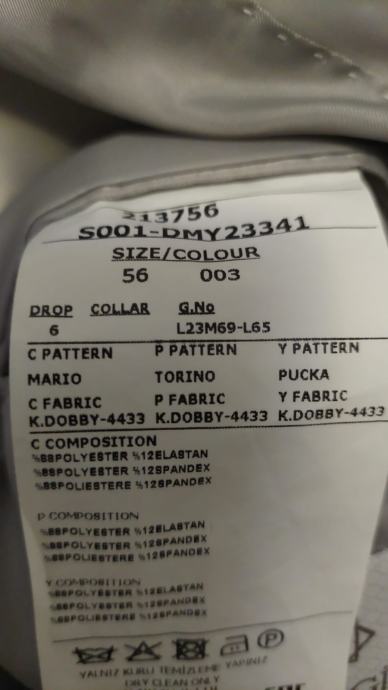 213756
S001-DMY23341
SIZE/COLOUR
56 003
DROP COLLAR G.No
6 L23M69-L65
C PATTERN P PATTERN Y PATTERN
MARIO TORINO PUCKA
C FABRIC P FABRIC Y FABRIC
K.DOBBY-4433 K.DOBBY-4433 K.DOBBY-4433
C COMPOSITION
%88POLYESTER %12ELASTAN
%88POLYESTER %12SPANDEX
%88POLIESTERE %12SPANDEX
P COMPOSITION
%88POLYESTER %12ELASTAN
%88POLYESTER %12SPANDEX
%88POLIESTERE %12SPANDEX
Y COMPOSITION
%88POLYESTER %12ELASTAN
%88POLYESTER %12SPANDEX
%88POLIESTERE %12SPANDEX
P
YALNIZ KURU TEMİZLEME YAPINIZ
DRY CLEAN ONLY